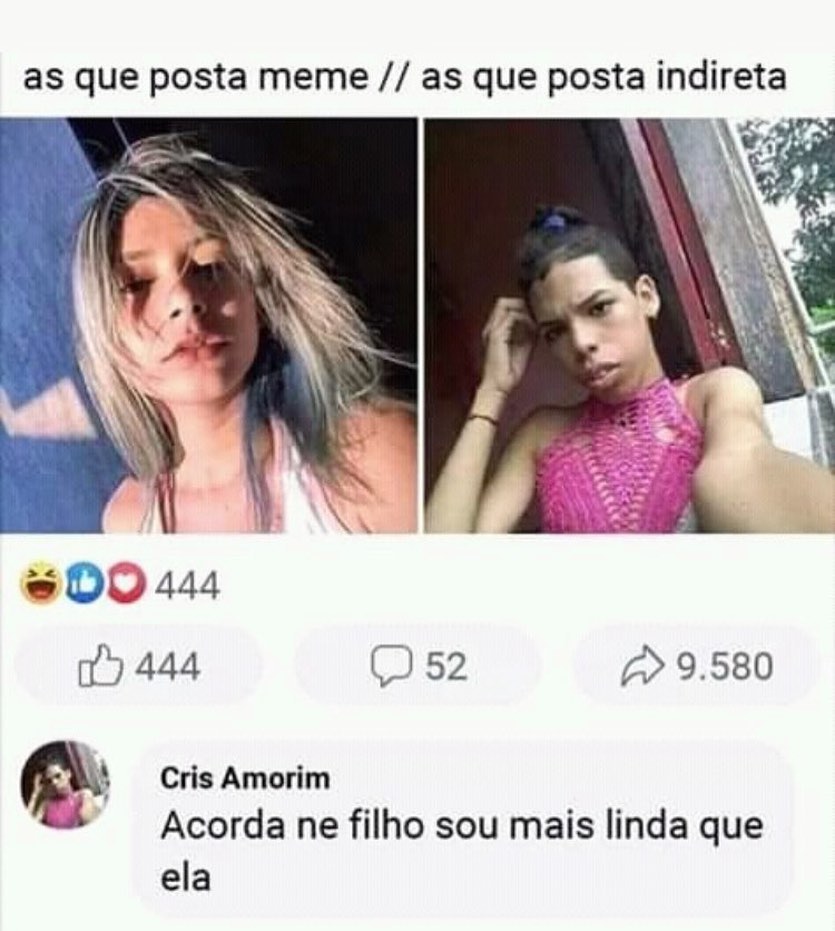 as que posta meme // as que posta indireta
444
444 52 9.580
Cris Amorim
Acorda ne filho sou mais linda que
ela